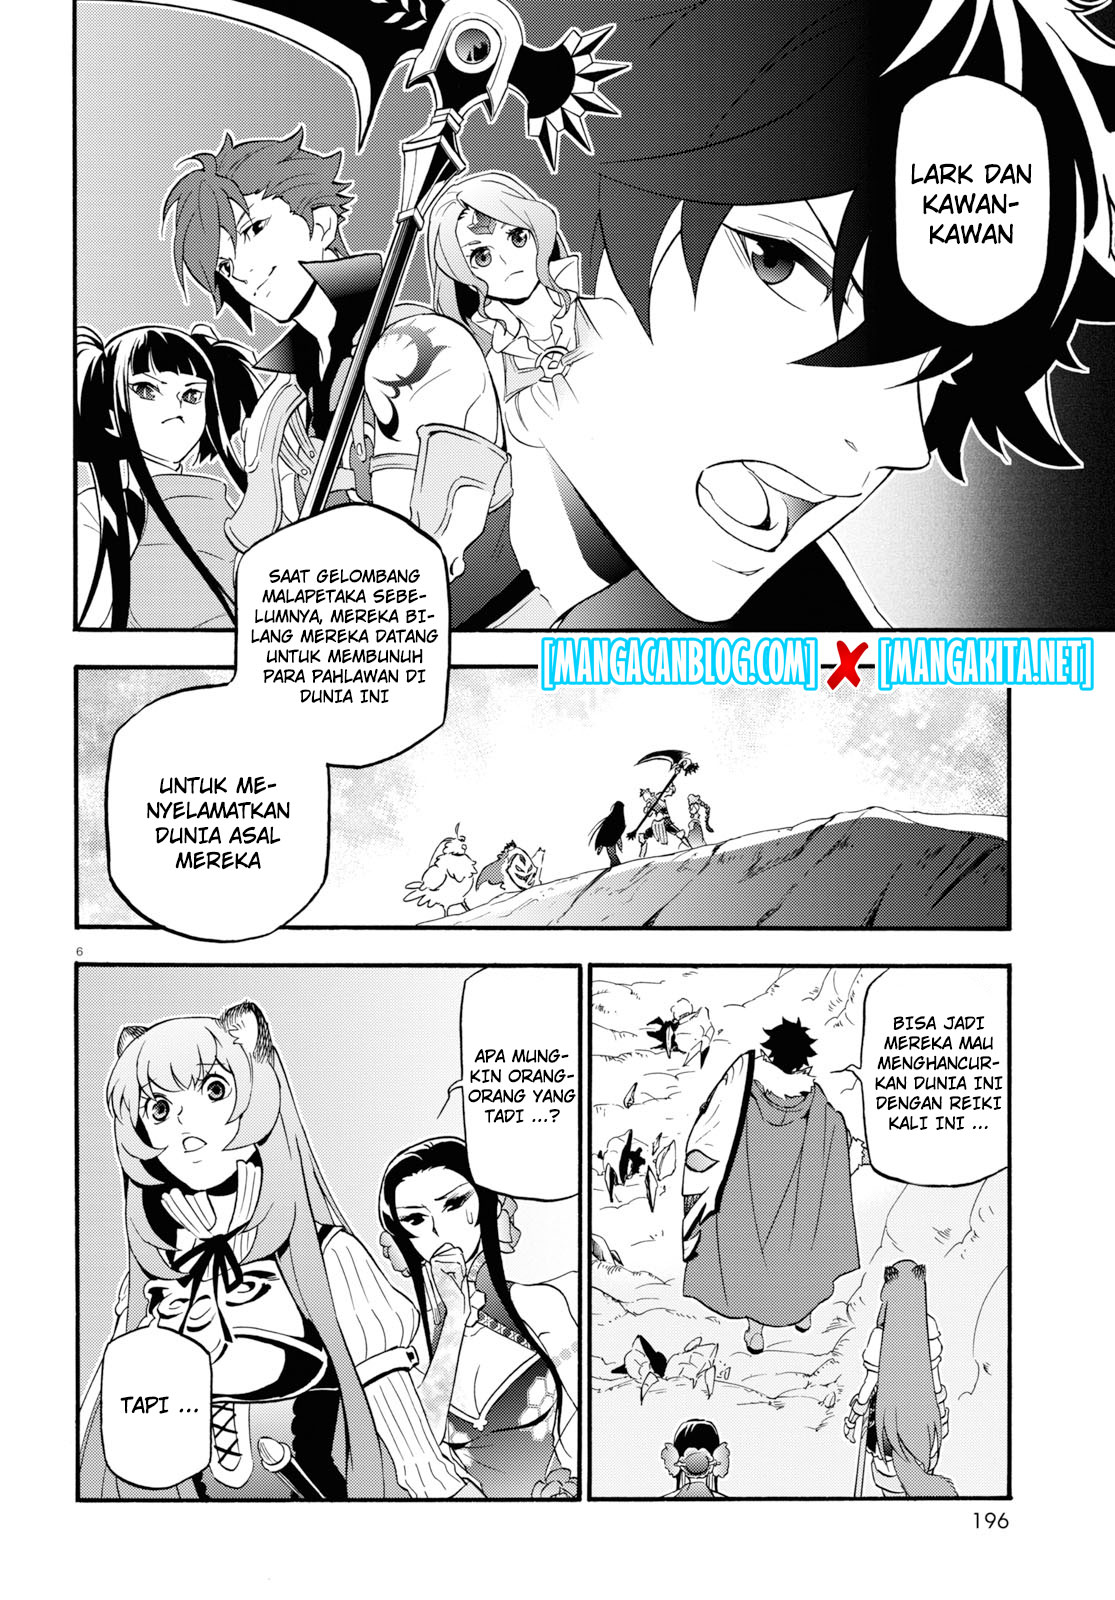 LARK DAN
KAWAN-
KAWAN
SAAT GELOMBANG
MALAPETAKA SEBE-
LUMNYA, MEREKA BI-
LANG MEREKA DATANG
UNTUK MEMBUNUH
PARA PAHLAWAN DI
DUNIA INI
[MANGACANBLOG.COM] X [MANGAKITA.NET]
UNTUK ME-
NYELAMATKAN
DUNIA ASAL
MEREKA
6
BISA JADI
MEREKA MAU
MENGHANCUR-
KAN DUNIA INI
DENGAN REIKI
KALI INI ...
APA MUNG-
KIN ORANG-
ORANG YANG
TADI ...?
TAPI ...
196